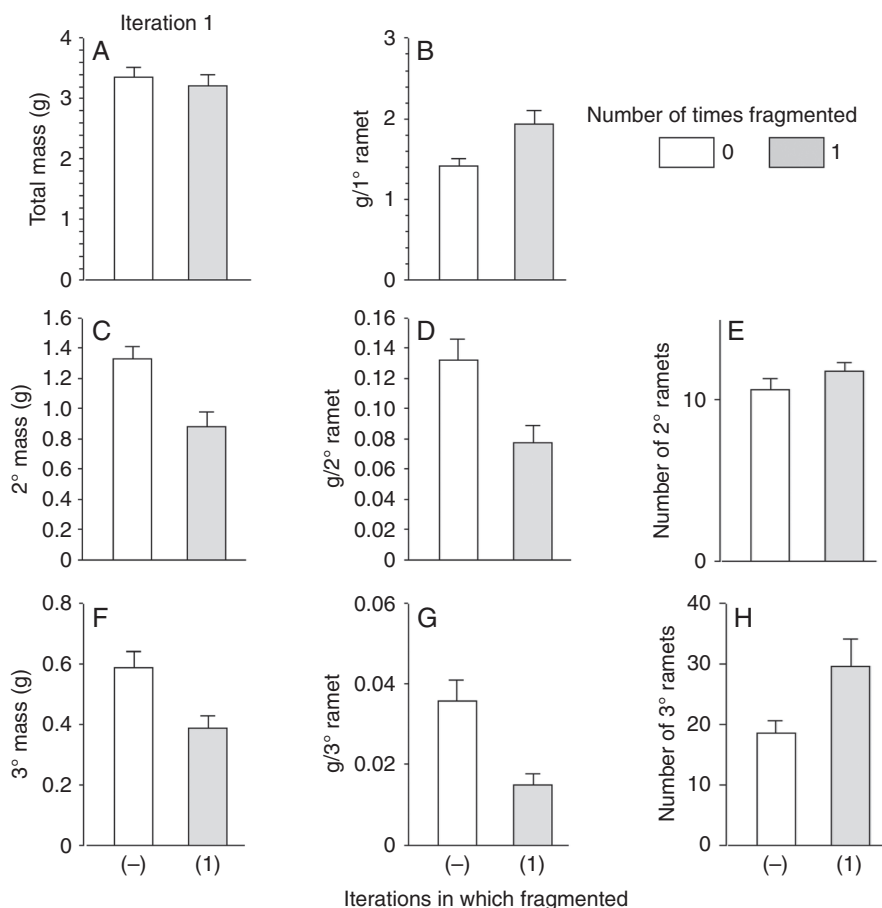 Iteration 1
A
Total mass (g)
4
3
2
1
0
B
g/1° ramet
3
2
1
0
Number of times fragmented
0
1
C
2° mass (g)
1.6
1.4
1.2
1.0
0.8
0.6
0.4
0.2
0
D
g/2° ramet
0.16
0.14
0.12
0.10
0.08
0.06
0.04
0.02
0
E
Number of 2° ramets
10
0
F
3° mass (g)
0.8
0.6
0.4
0.2
0
(–) (1)
G
g/3° ramet
0.06
0.04
0.02
0
(–) (1)
H
Number of 3° ramets
40
30
20
10
0
(–) (1)
Iterations in which fragmented